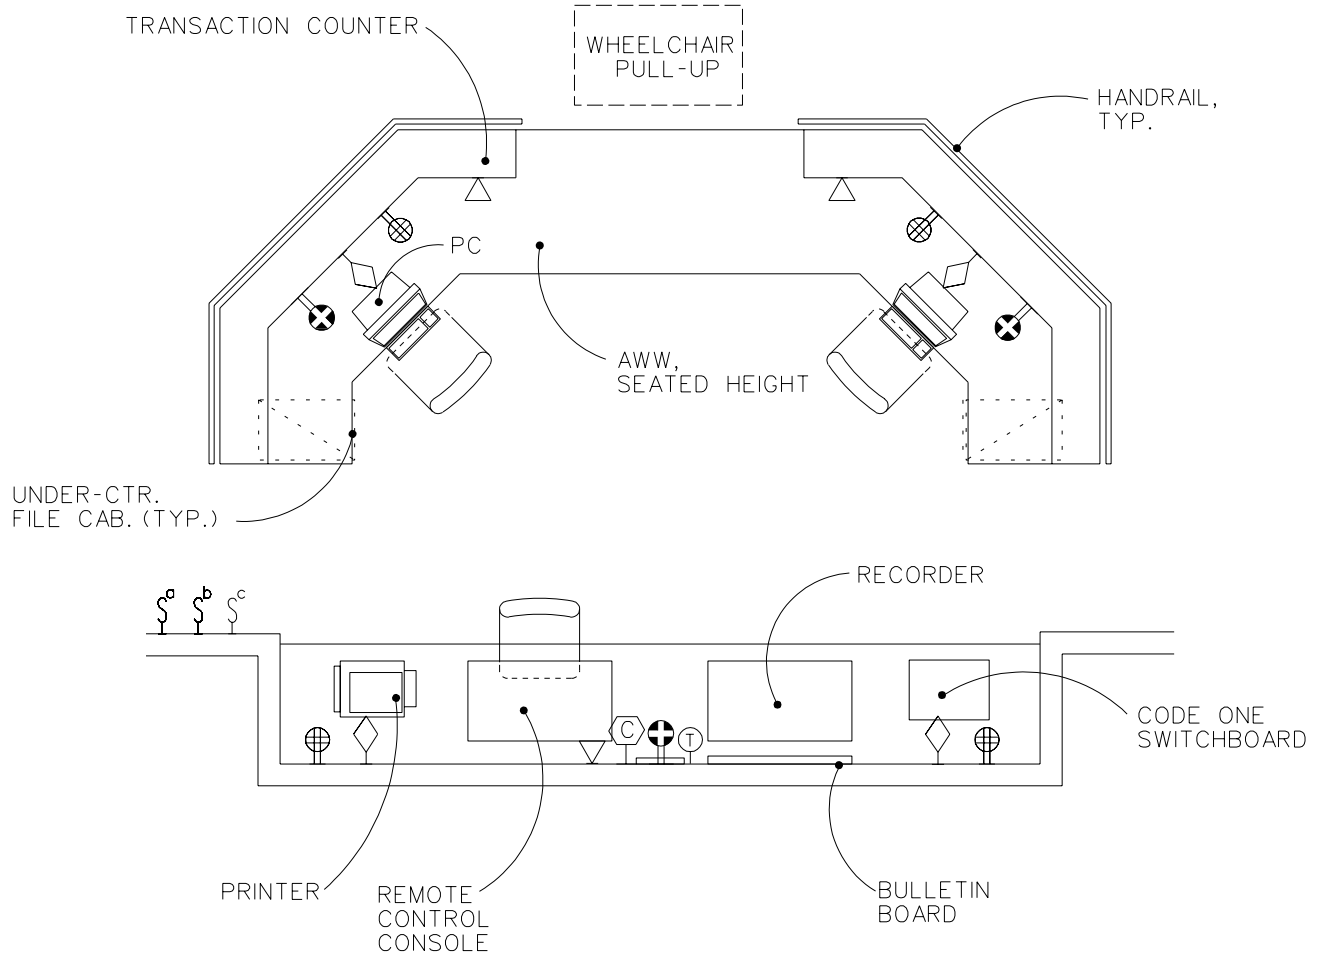 TRANSACTION COUNTER
WHEELCHAIR
PULL-UP
HANDRAIL,
TYP.
PC
AWW,
SEATED HEIGHT
UNDER-CTR.
FILE CAB. (TYP.)
RECORDER
S a
S b
S c
C
T
CODE ONE
SWITCHBOARD
PRINTER
REMOTE
CONTROL
CONSOLE
BULLETIN
BOARD